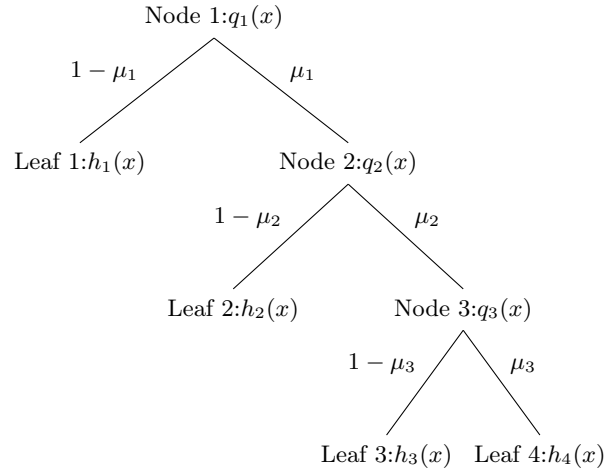 Node 1:q₁(x)
1 − μ₁ μ₁
Leaf 1:h₁(x) Node 2:q₂(x)
1 − μ₂ μ₂
Leaf 2:h₂(x) Node 3:q₃(x)
1 − μ₃ μ₃
Leaf 3:h₃(x) Leaf 4:h₄(x)